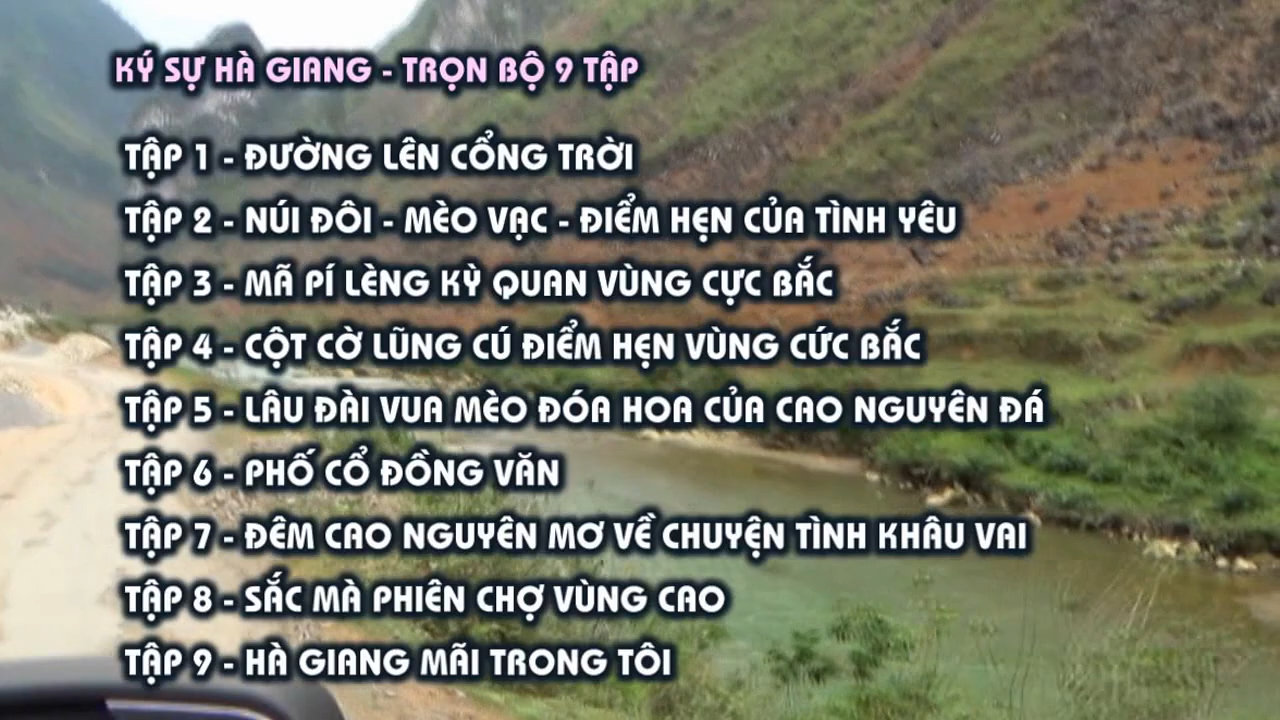 KÝ SỰ HÀ GIANG - TRỌN BỘ 9 TẬP
TẬP 1 - ĐƯỜNG LÊN CỔNG TRỜI
TẬP 2 - NÚI ĐÔI - MÈO VẠC - ĐIỂM HẸN CỦA TÌNH YÊU
TẬP 3 - MÃ PÍ LÈNG KỲ QUAN VÙNG CỰC BẮC
TẬP 4 - CỘT CỜ LŨNG CÚ ĐIỂM HẸN VÙNG CỨC BẮC
TẬP 5 - LÂU ĐÀI VUA MÈO ĐÓA HOA CỦA CAO NGUYÊN ĐÁ
TẬP 6 - PHỐ CỔ ĐỒNG VĂN
TẬP 7 - ĐÊM CAO NGUYÊN MƠ VỀ CHUYỆN TÌNH KHÂU VAI
TẬP 8 - SẮC MÀ PHIÊN CHỢ VÙNG CAO
TẬP 9 - HÀ GIANG MÃI TRONG TÔI